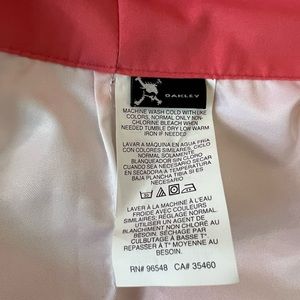 OAKLEY
MACHINE WASH COLD WITH LIKE
COLORS, NORMAL ONLY NON-
CHLORINE BLEACH WHEN
NEEDED TUMBLE DRY LOW WARM
IRON IF NEEDED
LAVAR A MÁQUINA EN AGUA FRIA
CON COLORES SIMILARES, CICLO
NORMAL SOLAMENTE
BLANQUEADOR SIN CLORO
CUANDO SEA NECESARIO SECAR
EN SECADORA A TEMPERATURA
BAJA PLANCHA TIBIA SI ES
NECESARIO
LAVER À LA MACHINE À L'EAU
FROIDE AVEC COULEURS
SIMILAIRES; RÉGLAGE NORMAL.
UTILISER UN AGENT DE
BLANCHIMENT NON CHLORÉ AU
BESOIN. SÉCHAGE PAR
CULBUTAGE À BASSE T°
REPASSER À T° MOYENNE AU
BESOIN.
RN# 96548 CA# 35460